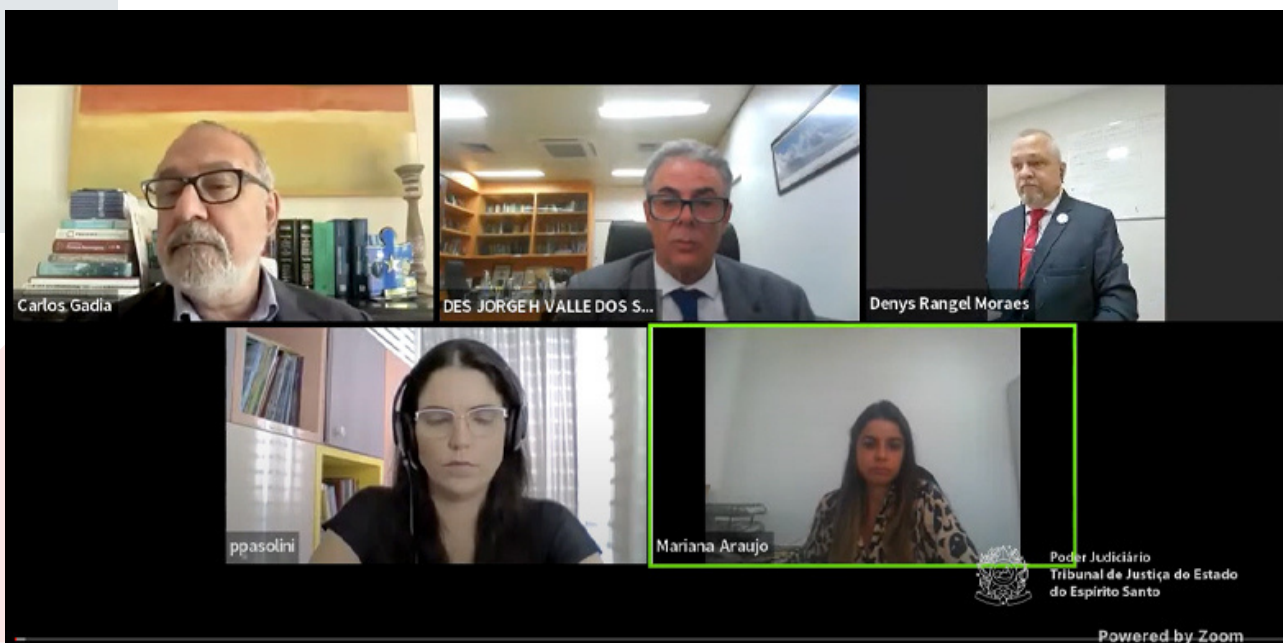 Carlos Gadia
DES JORGE H VALLE DOS S...
Denys Rangel Moraes
ppasolini
Mariana Araujo
Poder Judiciário
Tribunal de Justiça do Estado
do Espírito Santo
Powered by Zoom